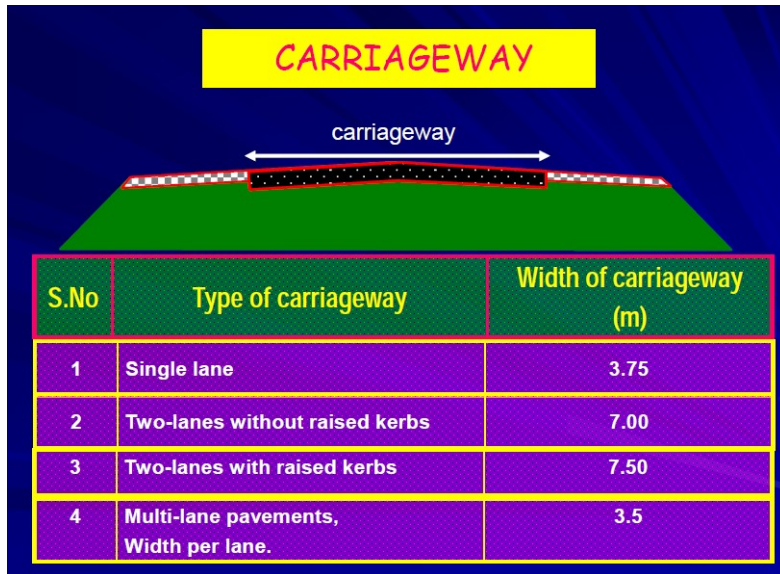 CARRIAGEWAY
carriageway
S.No Type of carriageway Width of carriageway
(m)
1 Single lane 3.75
2 Two-lanes without raised kerbs 7.00
3 Two-lanes with raised kerbs 7.50
4 Multi-lane pavements, 3.5
Width per lane.